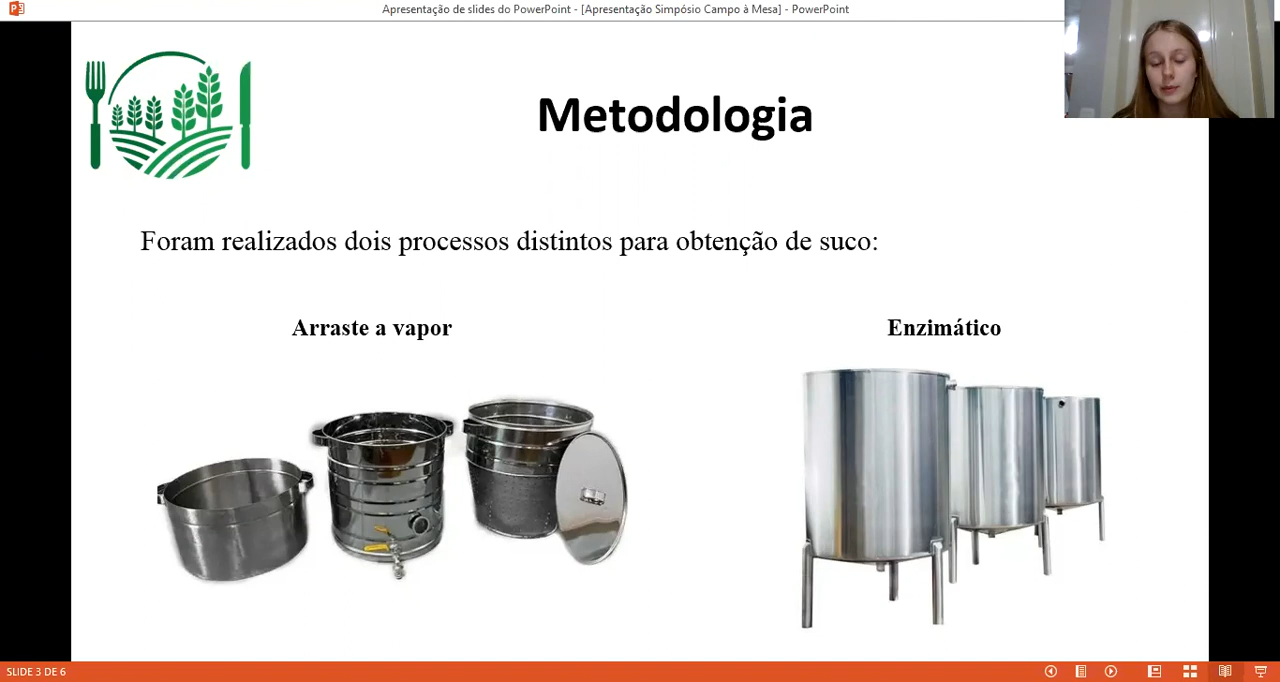 Apresentação de slides do PowerPoint - [Apresentação Simpósio Campo à Mesa] - PowerPoint
Metodologia
Foram realizados dois processos distintos para obtenção de suco:
Arraste a vapor
Enzimático
SLIDE 3 DE 6